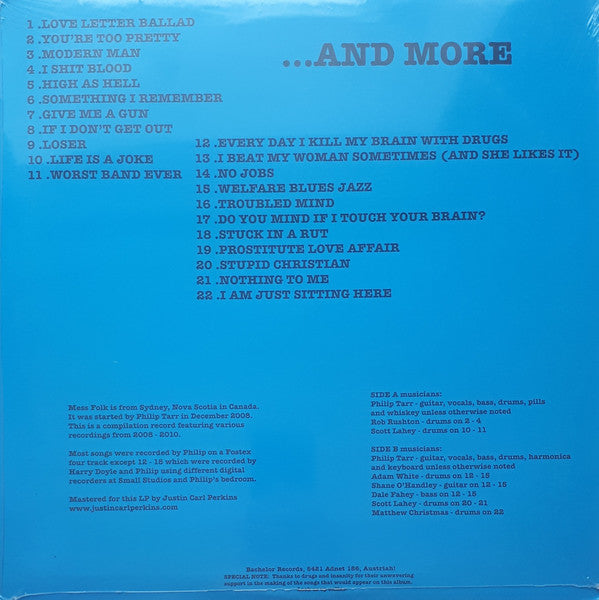 1 .LOVE LETTER BALLAD
2 .YOU'RE TOO PRETTY
3 .MODERN MAN
4 .I SHIT BLOOD
5 .HIGH AS HELL
6 .SOMETHING I REMEMBER
7 .GIVE ME A GUN
8 .IF I DON'T GET OUT
9 .LOSER
10 .LIFE IS A JOKE
11 .WORST BAND EVER
...AND MORE
12 .EVERY DAY I KILL MY BRAIN WITH DRUGS
13 .I BEAT MY WOMAN SOMETIMES (AND SHE LIKES IT)
14 .NO JOBS
15 .WELFARE BLUES JAZZ
16 .TROUBLED MIND
17 .DO YOU MIND IF I TOUCH YOUR BRAIN?
18 .STUCK IN A RUT
19 .PROSTITUTE LOVE AFFAIR
20 .STUPID CHRISTIAN
21 .NOTHING TO ME
22 .I AM JUST SITTING HERE
Mess Folk is from Sydney, Nova Scotia in Canada.
It was started by Philip Tarr in December 2008.
This is a compilation record featuring various
recordings from 2008 - 2010.
Most songs were recorded by Philip on a Fostex
four track except 12 - 15 which were recorded by
Harry Doyle and Philip using different digital
recorders at Small Studios and Philip's bedroom.
Mastered for this LP by Justin Carl Perkins
www.justincarlperkins.com
SIDE A musicians:
Philip Tarr - guitar, vocals, bass, drums, pills
and whiskey unless otherwise noted
Rob Rushton - drums on 2 - 4
Scott Lahey - drums on 10 - 11
SIDE B musicians:
Philip Tarr - guitar, vocals, bass, drums, harmonica
and keyboard unless otherwise noted
Adam White - drums on 12 - 15
Shane O'Handley - guitar on 12 - 15
Dale Fahey - bass on 12 - 15
Scott Lahey - drums on 20 - 21
Matthew Christmas - drums on 22
Bachelor Records, 5421 Adnet 186, Austriah!
SPECIAL NOTE: Thanks to drugs and insanity for their unwavering
support in the making of the songs that would appear on this album.